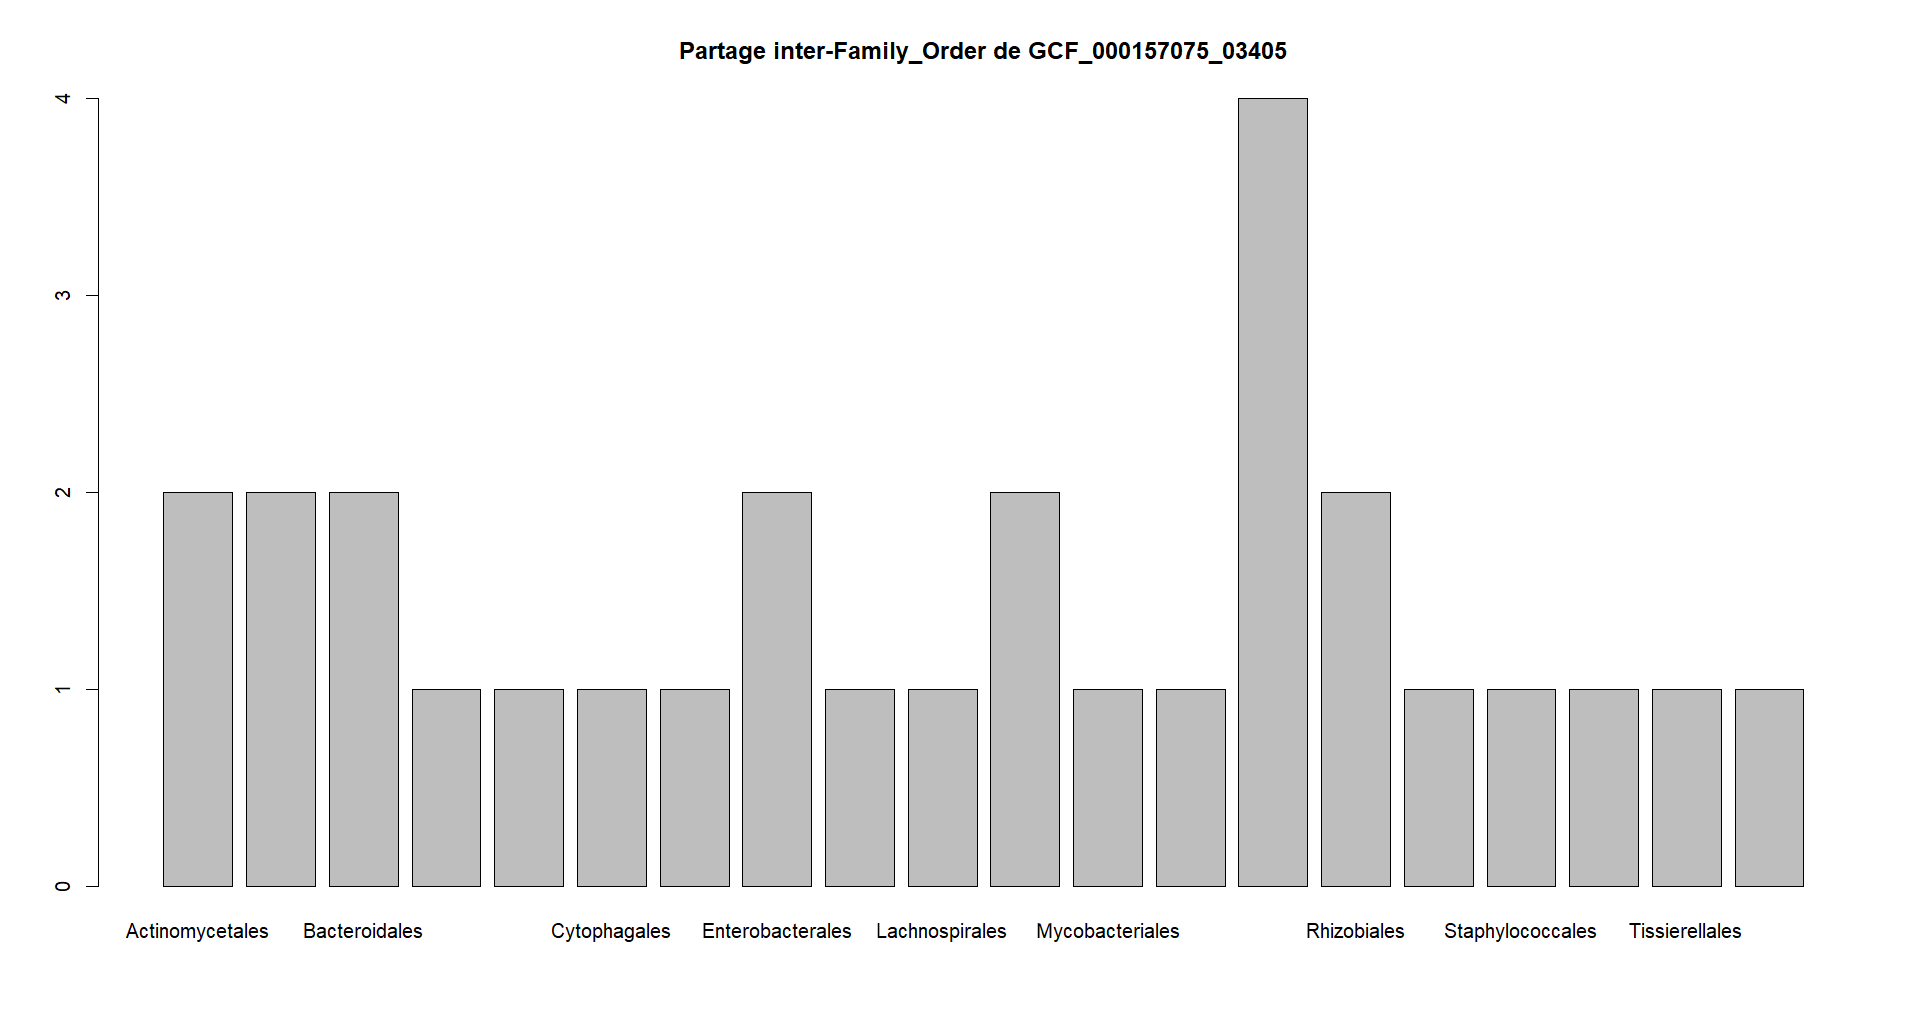 Partage inter-Family_Order de GCF_000157075_03405
4
3
2
1
0
Actinomycetales Bacteroidales Cytophagales Enterobacterales Lachnospirales Mycobacteriales Rhizobiales Staphylococcales Tissierellales